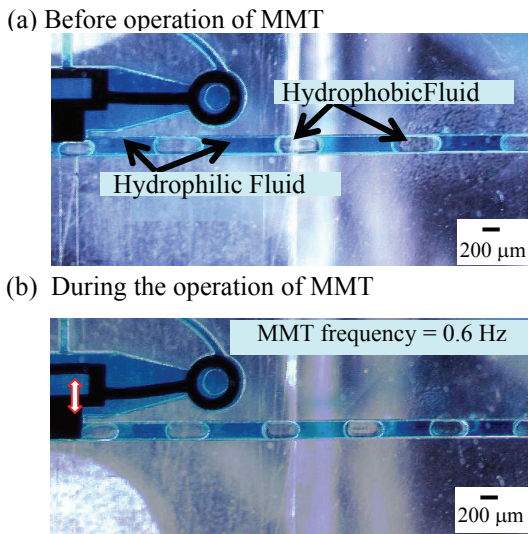 (a) Before operation of MMT
HydrophobicFluid
Hydrophilic Fluid
200 μm
(b) During the operation of MMT
MMT frequency = 0.6 Hz
200 μm